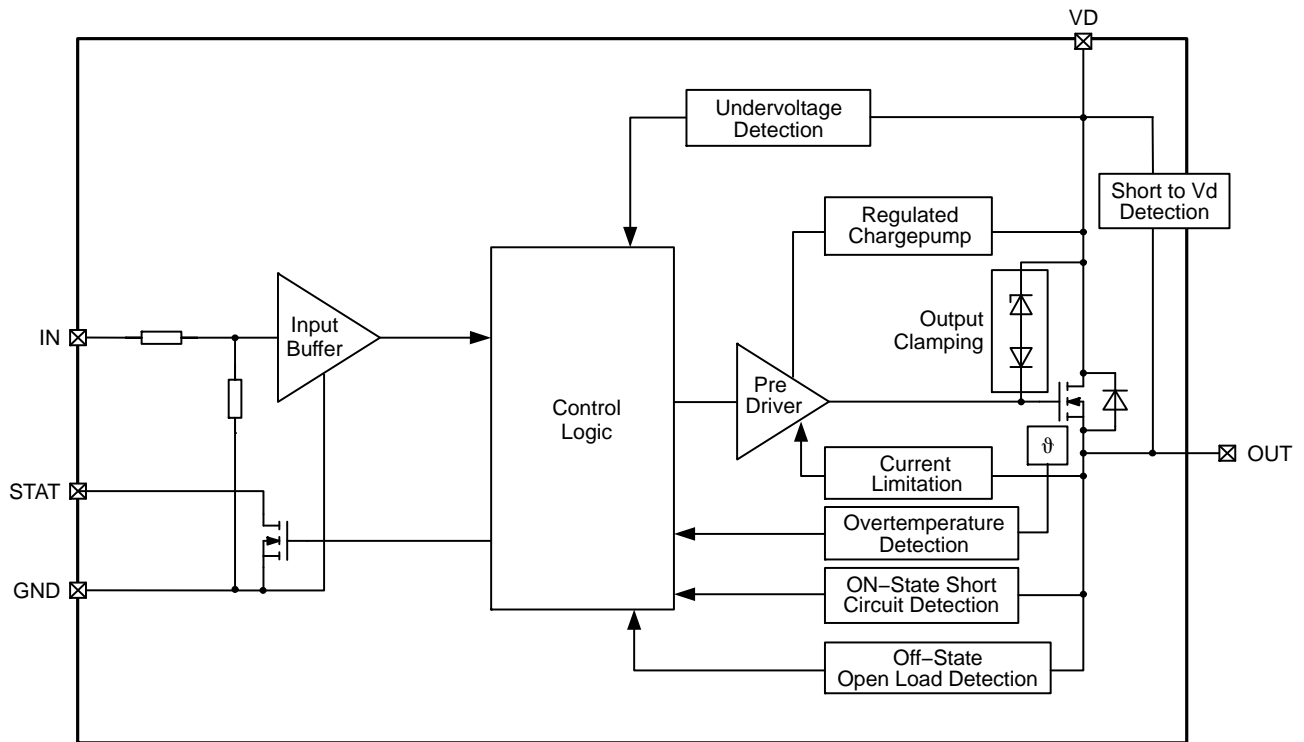 VD
Undervoltage
Detection
Short to Vd
Detection
Regulated
Chargepump
Output
Clamping
IN
Input
Buffer
Control
Logic
Pre
Driver
ϑ
OUT
Current
Limitation
STAT
Overtemperature
Detection
GND
ON−State Short
Circuit Detection
Off−State
Open Load Detection